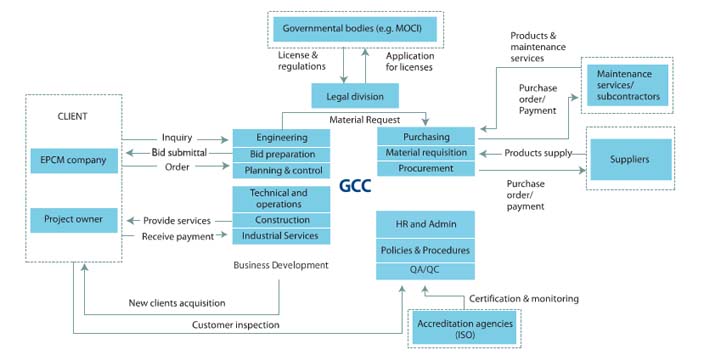 Governmental bodies (e.g. MOCI)
License &
regulations
Application
for licenses
Legal division
Material Request
Products &
maintenance
services
Maintenance
services/
subcontractors
Purchase
order/
Payment
CLIENT
EPCM company
Project owner
Inquiry
Bid submittal
Order
Engineering
Bid preparation
Planning & control
Purchasing
Material requisition
Procurement
Products supply
Suppliers
Purchase
order/
payment
GCC
Technical and
operations
Construction
Industrial Services
Provide services
Receive payment
HR and Admin
Policies & Procedures
QA/QC
Business Development
New clients acquisition
Customer inspection
Certification & monitoring
Accreditation agencies
(ISO)